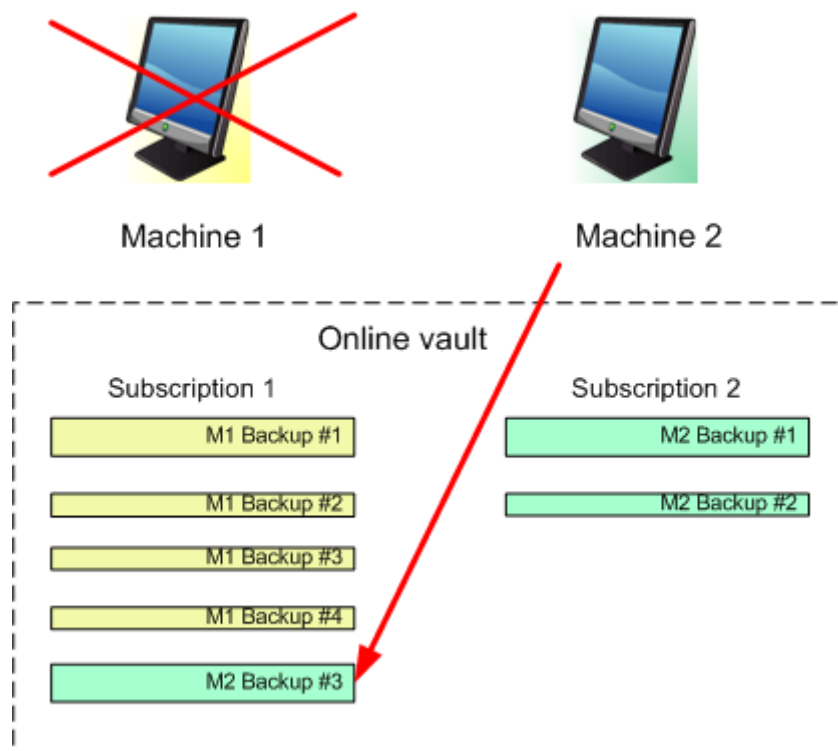 Machine 1
Machine 2
Online vault
Subscription 1
Subscription 2
M1 Backup #1
M2 Backup #1
M1 Backup #2
M2 Backup #2
M1 Backup #3
M1 Backup #4
M2 Backup #3